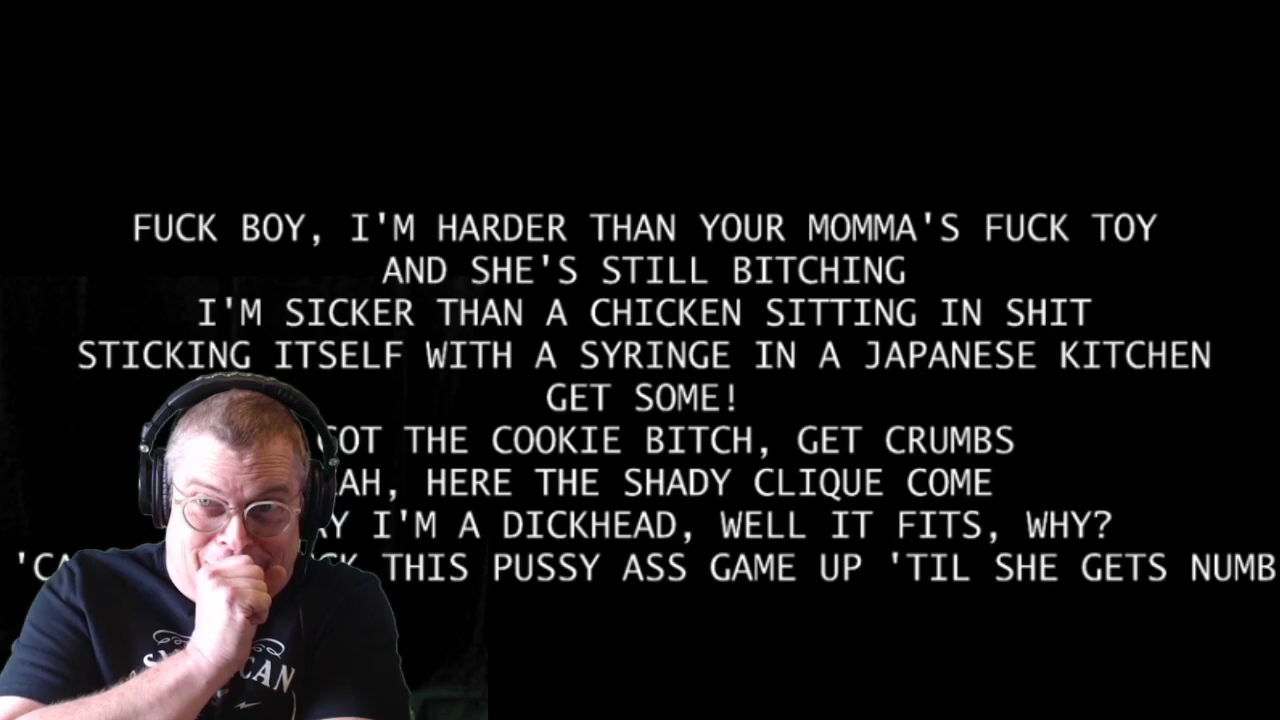 FUCK BOY, I'M HARDER THAN YOUR MOMMA'S FUCK TOY
AND SHE'S STILL BITCHING
I'M SICKER THAN A CHICKEN SITTING IN SHIT
STICKING ITSELF WITH A SYRINGE IN A JAPANESE KITCHEN
GET SOME!
GOT THE COOKIE BITCH, GET CRUMBS
HERE THE SHADY CLIQUE COME
I'M A DICKHEAD, WELL IT FITS, WHY?
THIS PUSSY ASS GAME UP 'TIL SHE GETS NUMB